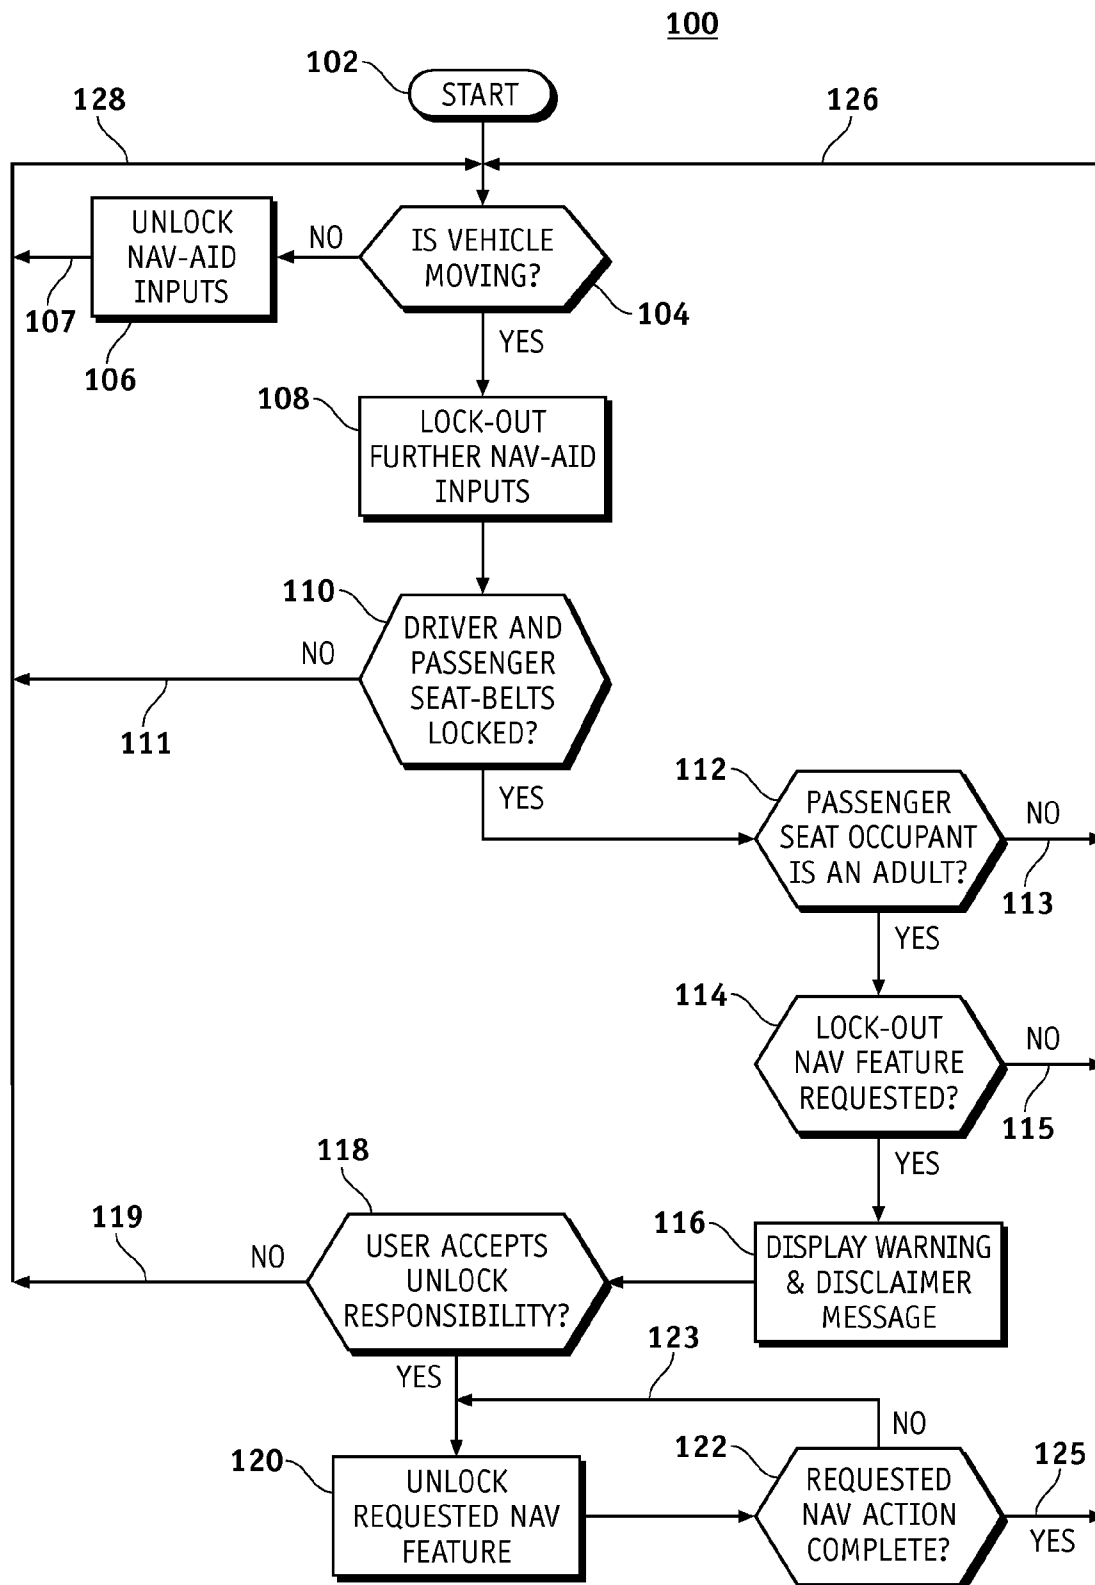 100
102
START
128
126
UNLOCK
NAV-AID
INPUTS
NO
IS VEHICLE
MOVING?
107
106
104
YES
108
LOCK-OUT
FURTHER NAV-AID
INPUTS
110
DRIVER AND
PASSENGER
SEAT-BELTS
LOCKED?
NO
111
YES
112
PASSENGER
SEAT OCCUPANT
IS AN ADULT?
NO
113
YES
114
LOCK-OUT
NAV FEATURE
REQUESTED?
NO
115
YES
116
DISPLAY WARNING
& DISCLAIMER
MESSAGE
118
USER ACCEPTS
UNLOCK
RESPONSIBILITY?
119
NO
YES
123
120
UNLOCK
REQUESTED NAV
FEATURE
122
REQUESTED
NAV ACTION
COMPLETE?
NO
125
YES